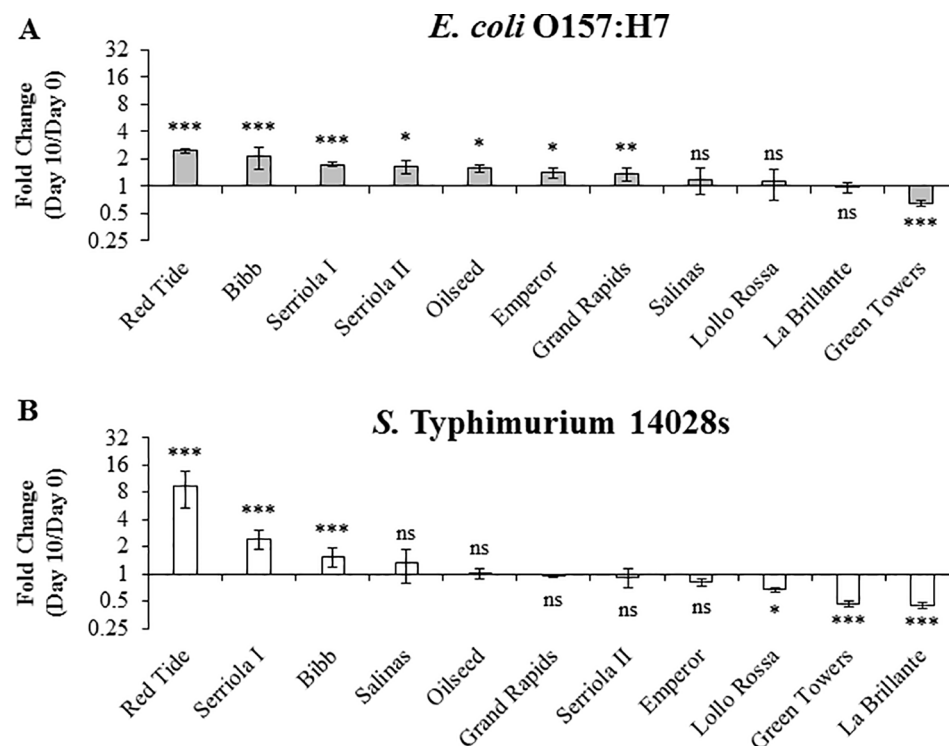 A
E. coli O157:H7
Fold Change
(Day 10/Day 0)
32
16
8
4
2
1
0.5
0.25
*** *** *** * * * ** ns ns
ns ***
Red Tide
Bibb
Serriola I
Serriola II
Oilseed
Emperor
Grand Rapids
Salinas
Lollo Rossa
La Brillante
Green Towers
B
S. Typhimurium 14028s
Fold Change
(Day 10/Day 0)
32
16
8
4
2
1
0.5
0.25
*** *** *** ns ns
ns ns ns * *** ***
Red Tide
Serriola I
Bibb
Salinas
Oilseed
Grand Rapids
Serriola II
Emperor
Lollo Rossa
Green Towers
La Brillante